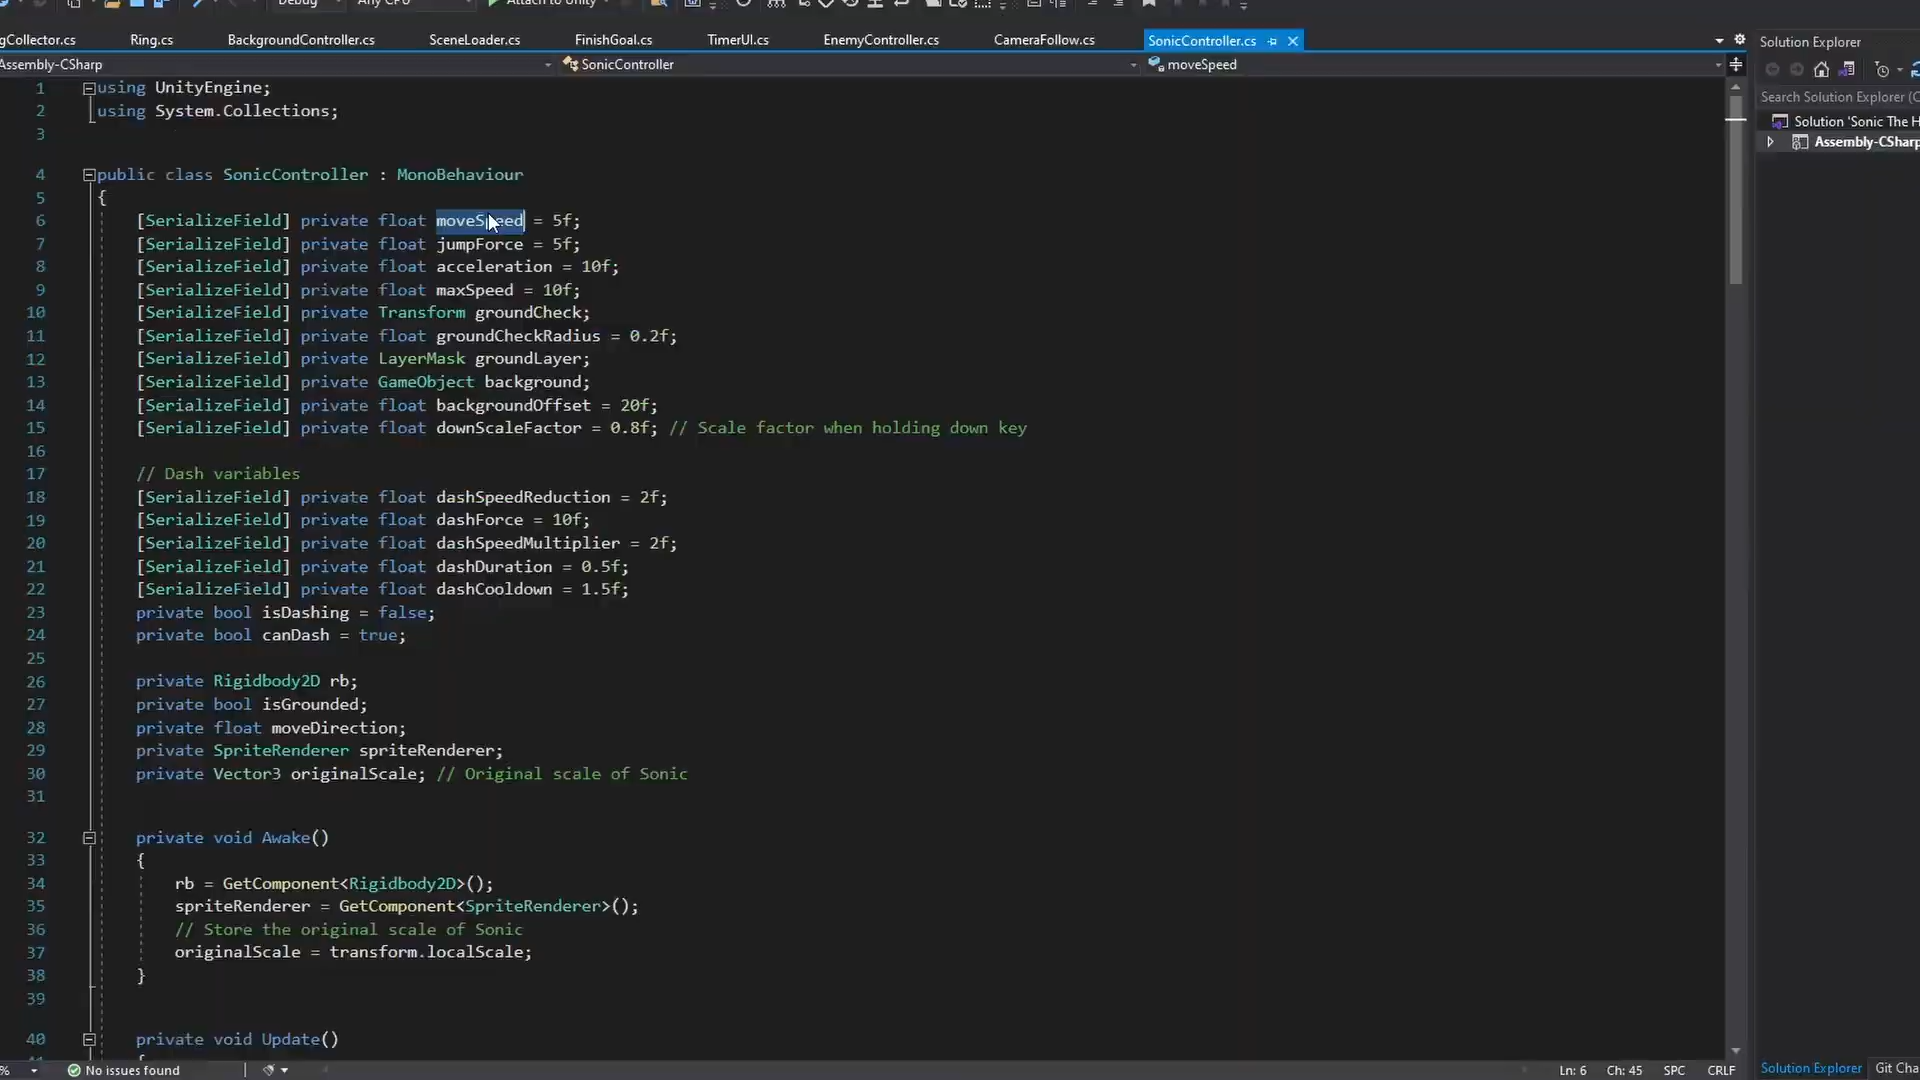 Debug Any CPU Attach to Unity
gCollector.cs Ring.cs BackgroundController.cs SceneLoader.cs FinishGoal.cs TimerUI.cs EnemyController.cs CameraFollow.cs SonicController.cs
Solution Explorer
Assembly-CSharp SonicController moveSpeed
Search Solution Explorer (C
Solution 'Sonic The H
Assembly-CSharp
1 using UnityEngine;
2 using System.Collections;
3
4 public class SonicController : MonoBehaviour
5 {
6 [SerializeField] private float moveSpeed = 5f;
7 [SerializeField] private float jumpForce = 5f;
8 [SerializeField] private float acceleration = 10f;
9 [SerializeField] private float maxSpeed = 10f;
10 [SerializeField] private Transform groundCheck;
11 [SerializeField] private float groundCheckRadius = 0.2f;
12 [SerializeField] private LayerMask groundLayer;
13 [SerializeField] private GameObject background;
14 [SerializeField] private float backgroundOffset = 20f;
15 [SerializeField] private float downScaleFactor = 0.8f; // Scale factor when holding down key
16
17 // Dash variables
18 [SerializeField] private float dashSpeedReduction = 2f;
19 [SerializeField] private float dashForce = 10f;
20 [SerializeField] private float dashSpeedMultiplier = 2f;
21 [SerializeField] private float dashDuration = 0.5f;
22 [SerializeField] private float dashCooldown = 1.5f;
23 private bool isDashing = false;
24 private bool canDash = true;
25
26 private Rigidbody2D rb;
27 private bool isGrounded;
28 private float moveDirection;
29 private SpriteRenderer spriteRenderer;
30 private Vector3 originalScale; // Original scale of Sonic
31
32 private void Awake()
33 {
34 rb = GetComponent<Rigidbody2D>();
35 spriteRenderer = GetComponent<SpriteRenderer>();
36 // Store the original scale of Sonic
37 originalScale = transform.localScale;
38 }
39
40 private void Update()
% No issues found Ln: 6 Ch: 45 SPC CRLF
Solution Explorer Git Cha